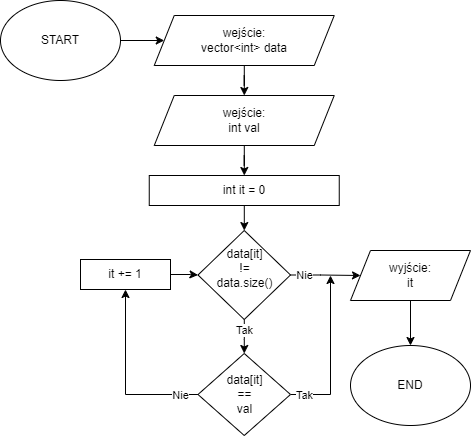 START
wejście:
vector<int> data
wejście:
int val
int it = 0
data[it]
!=
data.size()
it += 1
Nie
wyjście:
it
Tak
data[it]
==
val
Nie
Tak
END